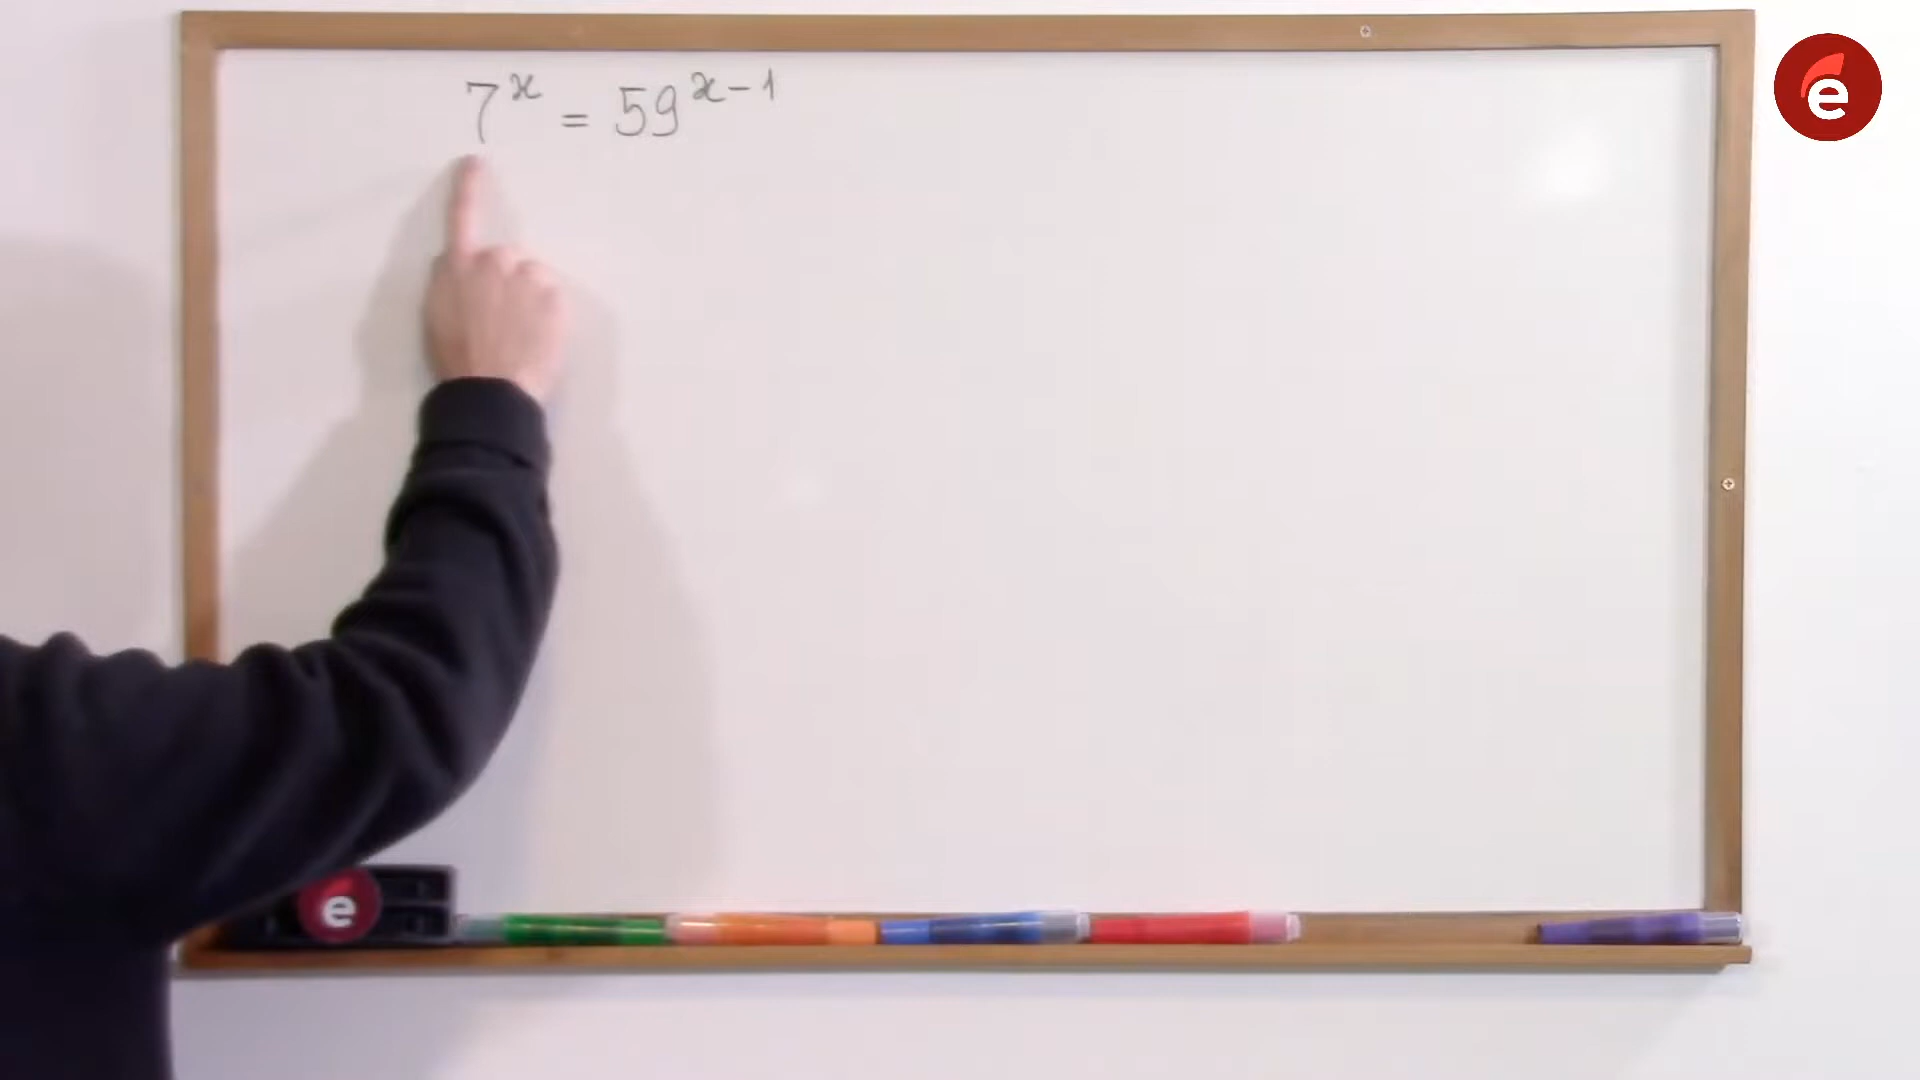 7^x = 59^{x-1}
e
e